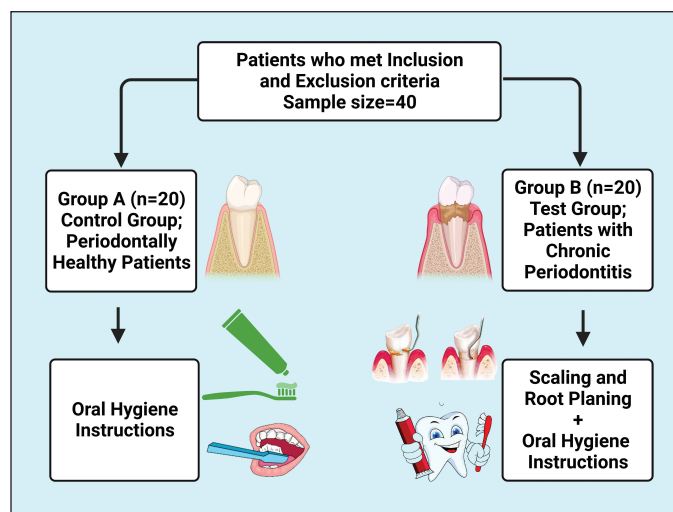 Patients who met Inclusion
and Exclusion criteria
Sample size=40
Group A (n=20)
Control Group;
Periodontally
Healthy Patients
Group B (n=20)
Test Group;
Patients with
Chronic
Periodontitis
Oral Hygiene
Instructions
Scaling and
Root Planing
+
Oral Hygiene
Instructions